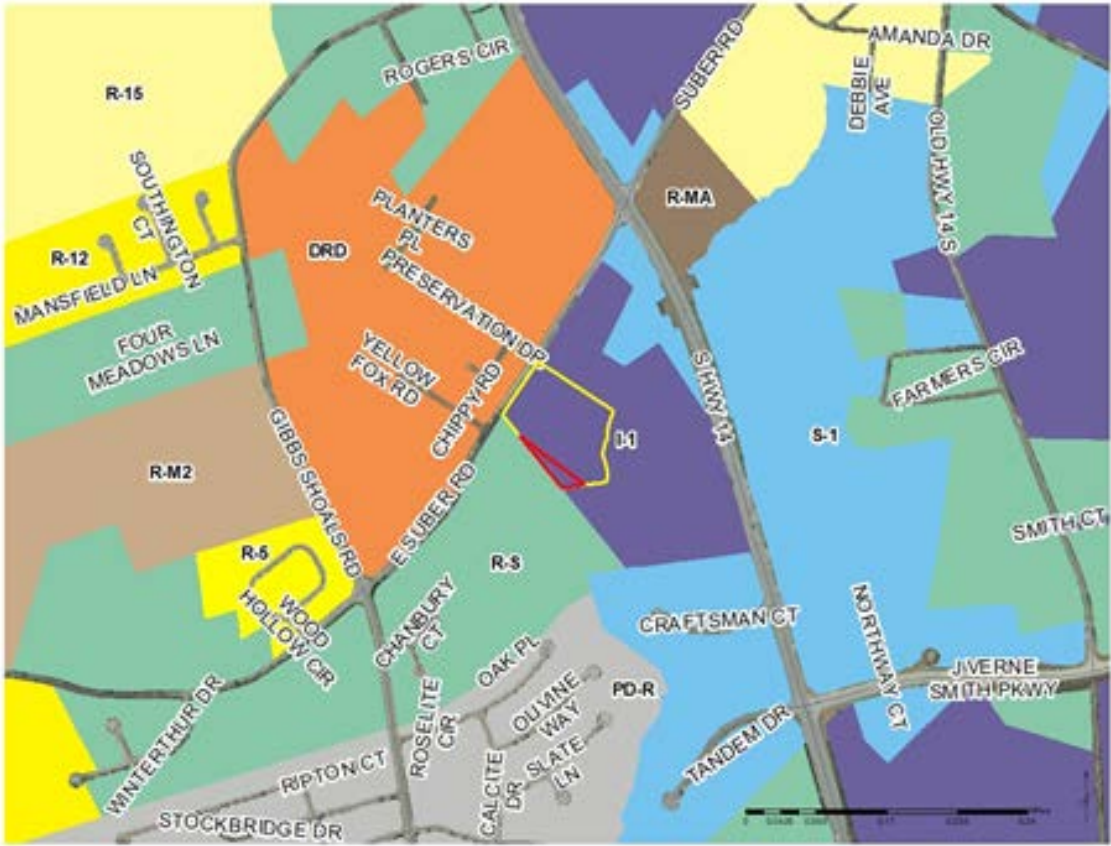 ROGERS CIR
SUBER RD
AMANDA DR
DEBBIE
AVE
R-15
SOUTHINGTON
CT
OLD HWY 14 S
R-MA
PLANTERS
PL
R-12
DRD
MANSFIELD LN
PRESERVATION DR
FOUR
MEADOWS LN
YELLOW
FOX RD
CHIPPY RD
S HWY 14
FARMERS CIR
I-1
S-1
GIBBS SHOALS RD
R-M2
E SUBER RD
SMITH CT
R-5
R-S
WOOD
HOLLOW CIR
CHANBURY
CT
CRAFTSMAN CT
NORTHWAY CT
OAK PL
J VERNE
SMITH PKWY
PD-R
OLIVINE
WAY
WINTERTHUR DR
ROSELITE
CIR
TANDEM DR
SLATE
LN
RIPTON CT
CALCITE
DR
STOCKBRIDGE DR